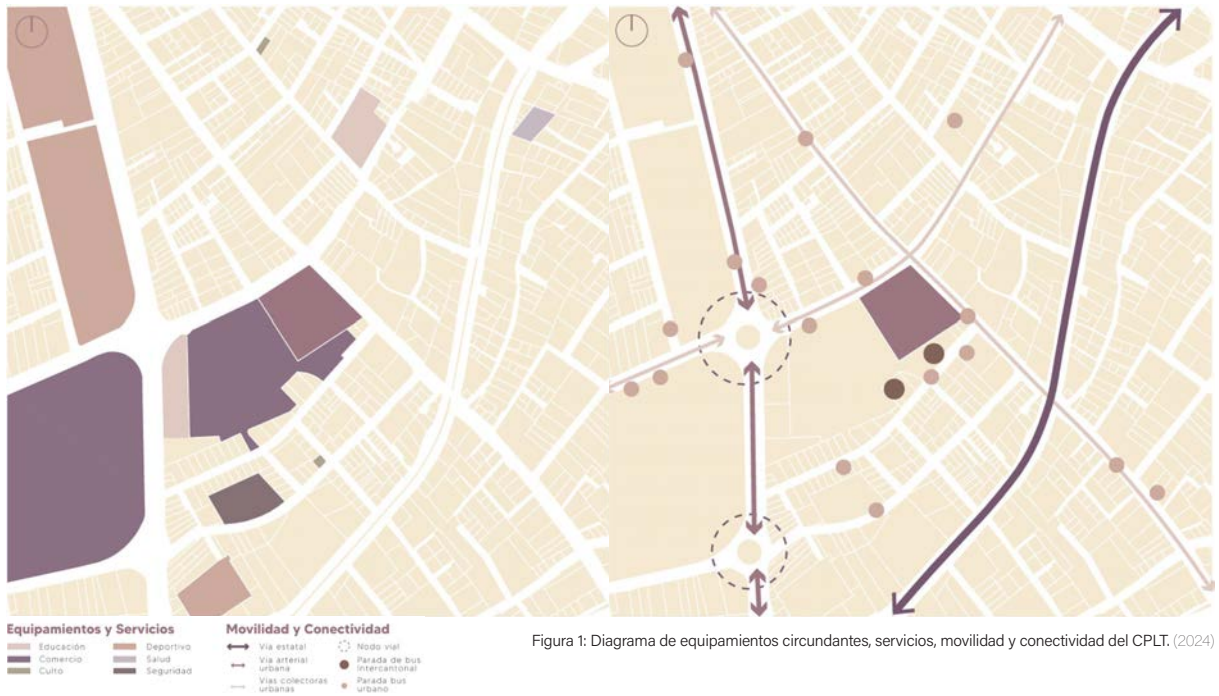 Equipamientos y Servicios
Educación
Comercio
Culto
Deportivo
Salud
Seguridad
Movilidad y Conectividad
Vía estatal
Vía arterial
urbana
Vías colectoras
urbanas
Nodo vial
Parada de bus
Intercantonal
Parada bus
urbano
Figura 1: Diagrama de equipamientos circundantes, servicios, movilidad y conectividad del CPLT. (2024)